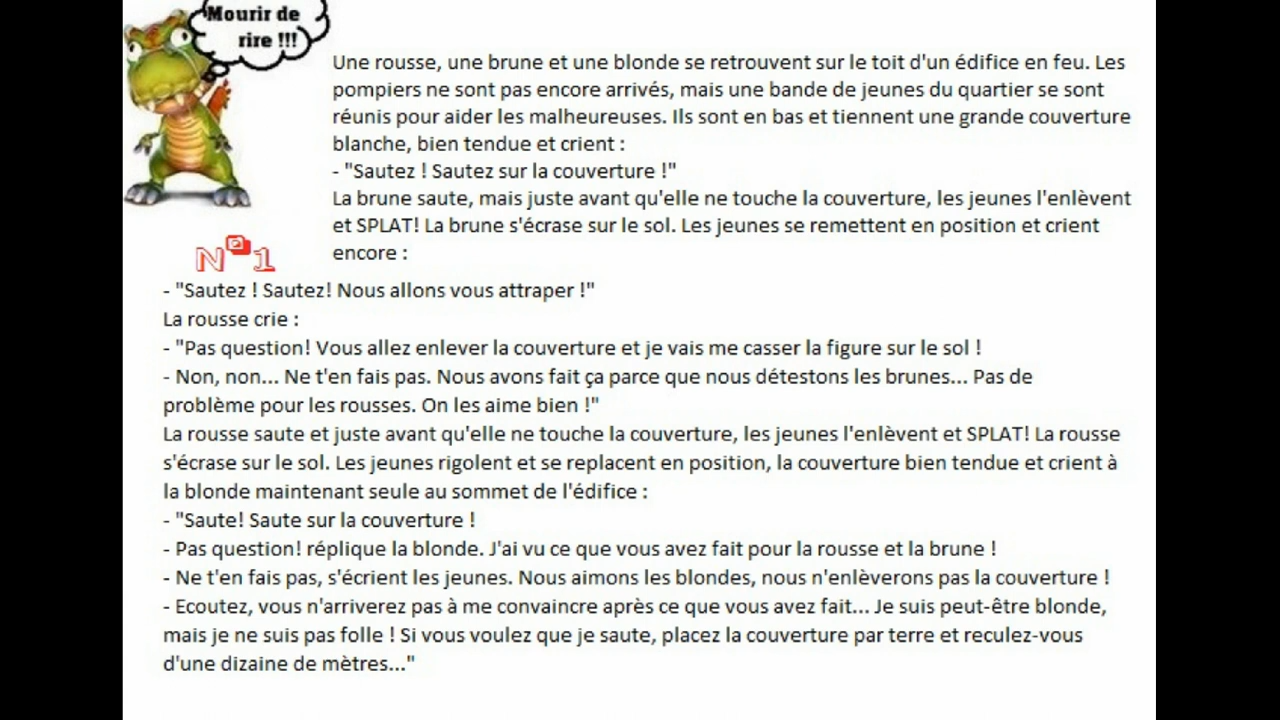 Mourir de
rire !!!
Une rousse, une brune et une blonde se retrouvent sur le toit d'un édifice en feu. Les
pompiers ne sont pas encore arrivés, mais une bande de jeunes du quartier se sont
réunis pour aider les malheureuses. Ils sont en bas et tiennent une grande couverture
blanche, bien tendue et crient :
- "Sautez ! Sautez sur la couverture !"
La brune saute, mais juste avant qu'elle ne touche la couverture, les jeunes l'enlèvent
et SPLAT! La brune s'écrase sur le sol. Les jeunes se remettent en position et crient
encore :
N°1
- "Sautez ! Sautez! Nous allons vous attraper !"
La rousse crie :
- "Pas question! Vous allez enlever la couverture et je vais me casser la figure sur le sol !
- Non, non... Ne t'en fais pas. Nous avons fait ça parce que nous détestons les brunes... Pas de
problème pour les rousses. On les aime bien !"
La rousse saute et juste avant qu'elle ne touche la couverture, les jeunes l'enlèvent et SPLAT! La rousse
s'écrase sur le sol. Les jeunes rigolent et se replacent en position, la couverture bien tendue et crient à
la blonde maintenant seule au sommet de l'édifice :
- "Saute! Saute sur la couverture !
- Pas question! réplique la blonde. J'ai vu ce que vous avez fait pour la rousse et la brune !
- Ne t'en fais pas, s'écrient les jeunes. Nous aimons les blondes, nous n'enlèverons pas la couverture !
- Ecoutez, vous n'arriverez pas à me convaincre après ce que vous avez fait... Je suis peut-être blonde,
mais je ne suis pas folle ! Si vous voulez que je saute, placez la couverture par terre et reculez-vous
d'une dizaine de mètres..."